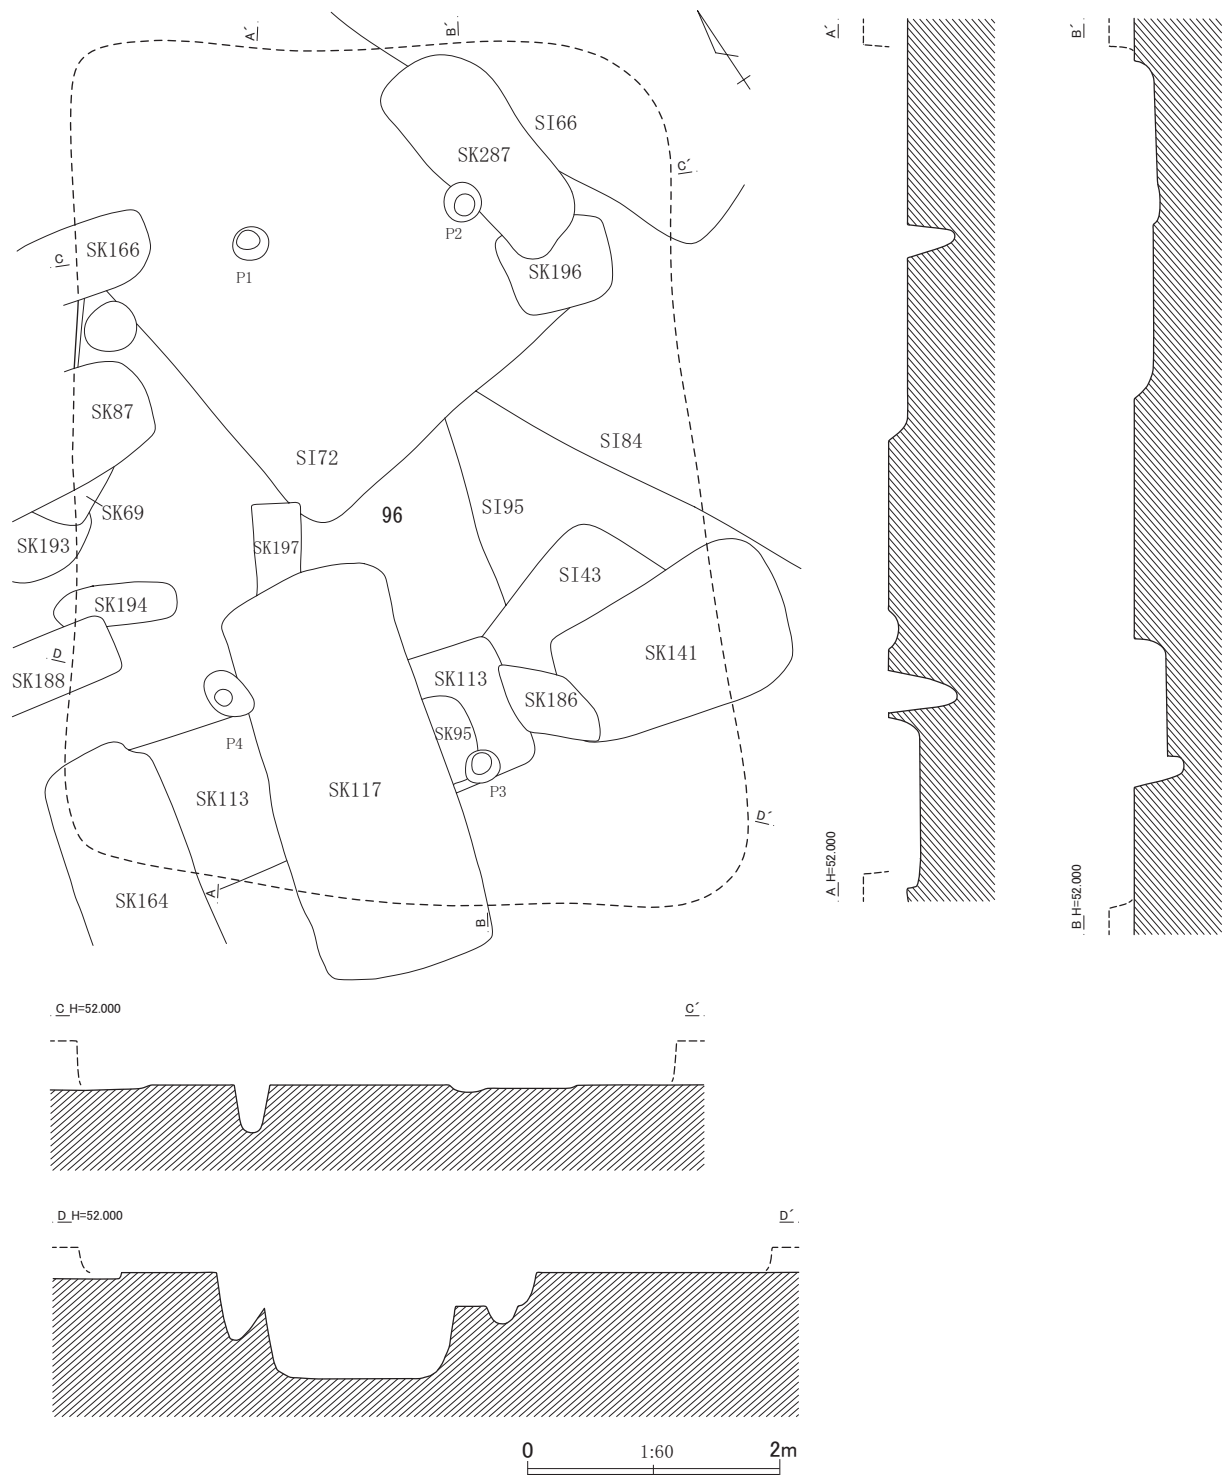 A´
B´
A´
B´
SI66
SK287
C´
P2
SK166
C
P1
SK196
SK87
SI84
SI72
SI95
96
SK69
SK193
SK197
SI43
SK194
D
SK188
SK141
SK113
SK186
SK95
P4
P3
SK117
SK113
D´
SK164
A
B
A H=52.000
B H=52.000
C H=52.000
C´
D H=52.000
D´
0 1:60 2m